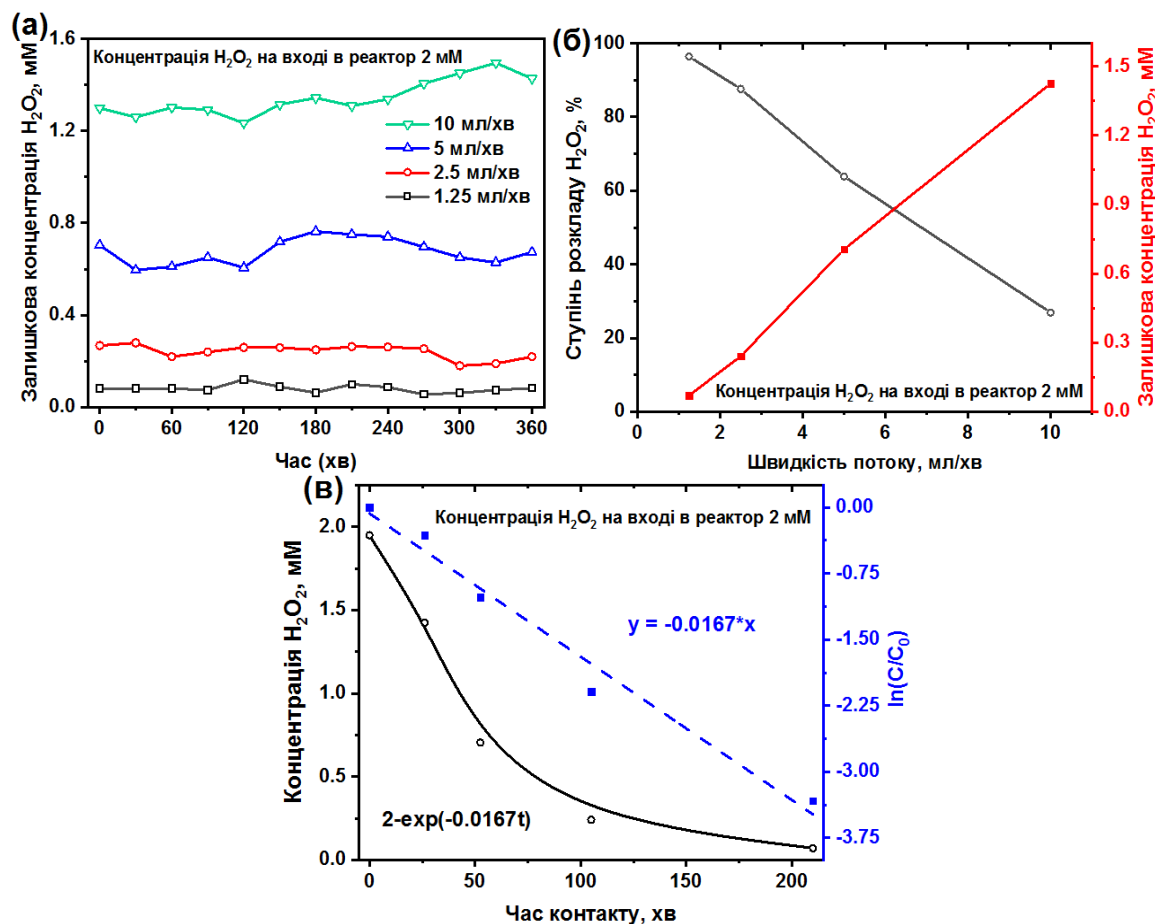 (а)
Концентрація H₂O₂ на вході в реактор 2 мМ
Залишкова концентрація H₂O₂, мМ
1.6
1.2
0.8
0.4
0.0
10 мл/хв
5 мл/хв
2.5 мл/хв
1.25 мл/хв
0 60 120 180 240 300 360
Час (хв)
(б)
Ступінь розкладу H₂O₂, %
100
80
60
40
20
0
Концентрація H₂O₂ на вході в реактор 2 мМ
0 2 4 6 8 10
Швидкість потоку, мл/хв
1.5
1.2
0.9
0.6
0.3
0.0
Залишкова концентрація H₂O₂, мМ
(в)
Концентрація H₂O₂, мМ
2.0
1.5
1.0
0.5
0.0
Концентрація H₂O₂ на вході в реактор 2 мМ
y = -0.0167*x
2-exp(-0.0167t)
0 50 100 150 200
Час контакту, хв
0.00
-0.75
-1.50
-2.25
-3.00
-3.75
ln(C/C₀)